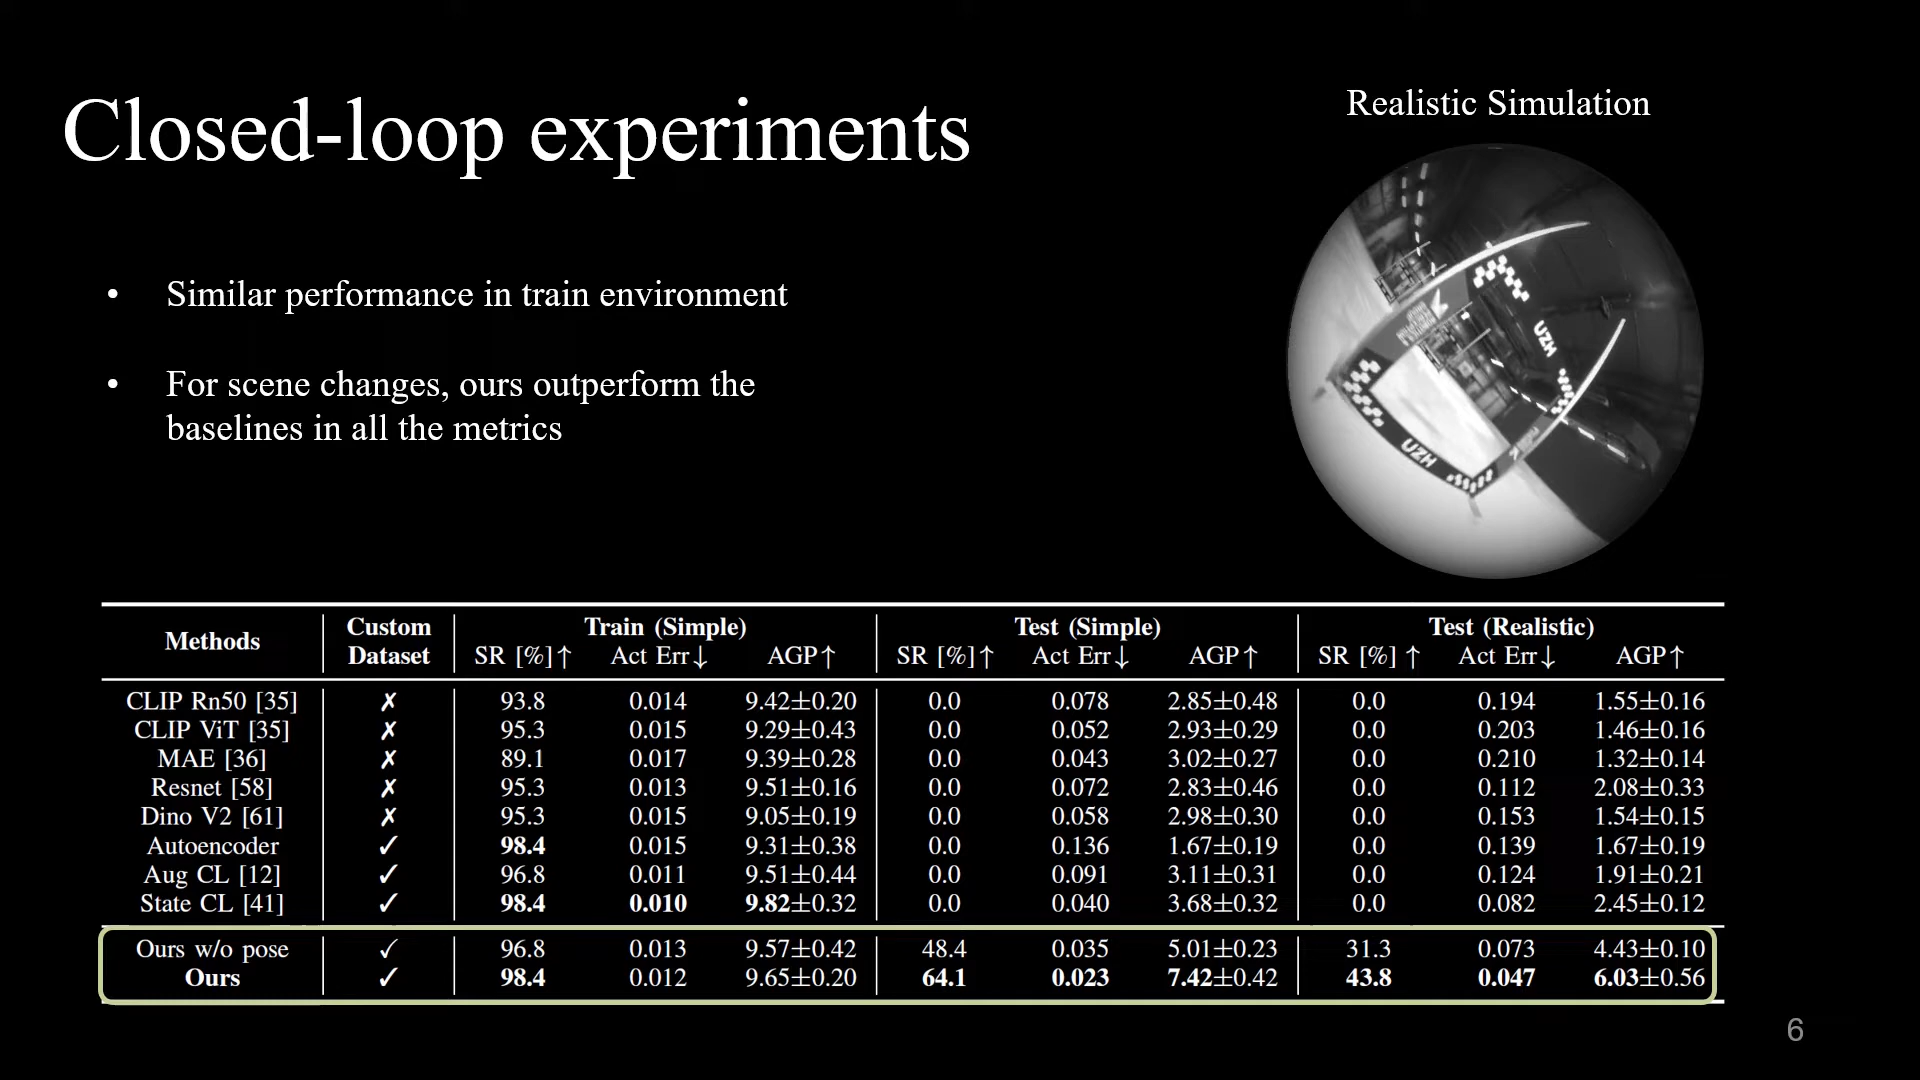 Closed-loop experiments
Realistic Simulation
UZH
UZH
• Similar performance in train environment
• For scene changes, ours outperform the
baselines in all the metrics
Methods Custom Dataset Train (Simple) Test (Simple) Test (Realistic)
SR [%]↑ Act Err↓ AGP↑ SR [%]↑ Act Err↓ AGP↑ SR [%] ↑ Act Err↓ AGP↑
CLIP Rn50 [35] ✗ 93.8 0.014 9.42±0.20 0.0 0.078 2.85±0.48 0.0 0.194 1.55±0.16
CLIP ViT [35] ✗ 95.3 0.015 9.29±0.43 0.0 0.052 2.93±0.29 0.0 0.203 1.46±0.16
MAE [36] ✗ 89.1 0.017 9.39±0.28 0.0 0.043 3.02±0.27 0.0 0.210 1.32±0.14
Resnet [58] ✗ 95.3 0.013 9.51±0.16 0.0 0.072 2.83±0.46 0.0 0.112 2.08±0.33
Dino V2 [61] ✗ 95.3 0.015 9.05±0.19 0.0 0.058 2.98±0.30 0.0 0.153 1.54±0.15
Autoencoder ✓ 98.4 0.015 9.31±0.38 0.0 0.136 1.67±0.19 0.0 0.139 1.67±0.19
Aug CL [12] ✓ 96.8 0.011 9.51±0.44 0.0 0.091 3.11±0.31 0.0 0.124 1.91±0.21
State CL [41] ✓ 98.4 0.010 9.82±0.32 0.0 0.040 3.68±0.32 0.0 0.082 2.45±0.12
Ours w/o pose ✓ 96.8 0.013 9.57±0.42 48.4 0.035 5.01±0.23 31.3 0.073 4.43±0.10
Ours ✓ 98.4 0.012 9.65±0.20 64.1 0.023 7.42±0.42 43.8 0.047 6.03±0.56
6